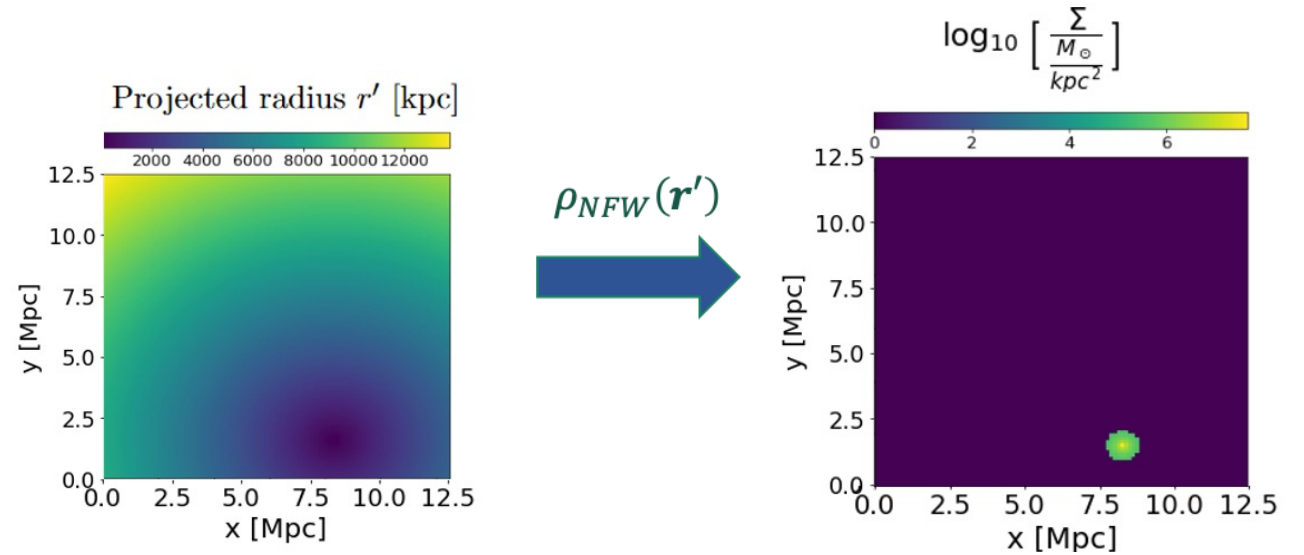 Projected radius r′ [kpc]
2000 4000 6000 8000 10000 12000
12.5
10.0
7.5
5.0
2.5
0.0
y [Mpc]
0.0 2.5 5.0 7.5 10.0 12.5
x [Mpc]
ρ_NFW(r′)
log₁₀ [ Σ / (M☉ / kpc²) ]
0 2 4 6
12.5
10.0
7.5
5.0
2.5
0.0
y [Mpc]
0.0 2.5 5.0 7.5 10.0 12.5
x [Mpc]